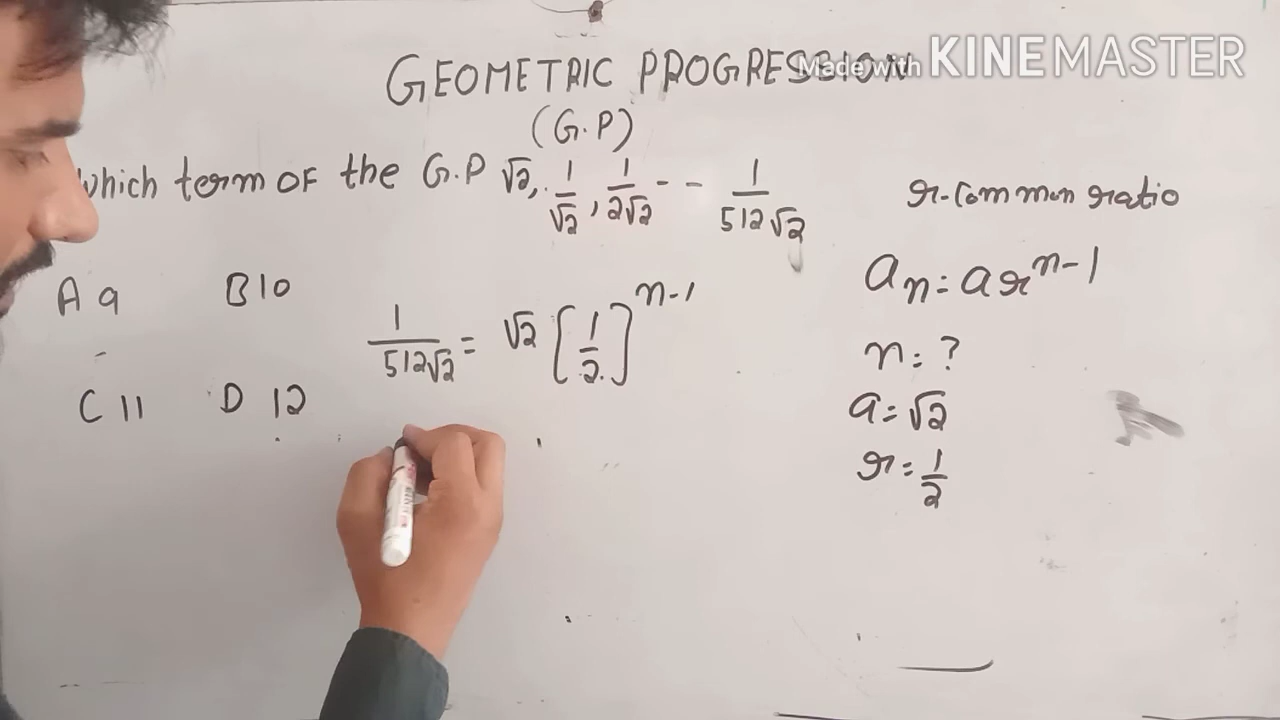 GEOMETRIC PROGRESSION
Made with KINEMASTER
(G.P)
Which term of the G.P √2, 1/√2, 1/2√2 - - 1/512√2
r-common ratio
A 9 B 10
C 11 D 12
1/512√2 = √2 [1/2]^n-1
an = ar^n-1
n = ?
a = √2
r = 1/2